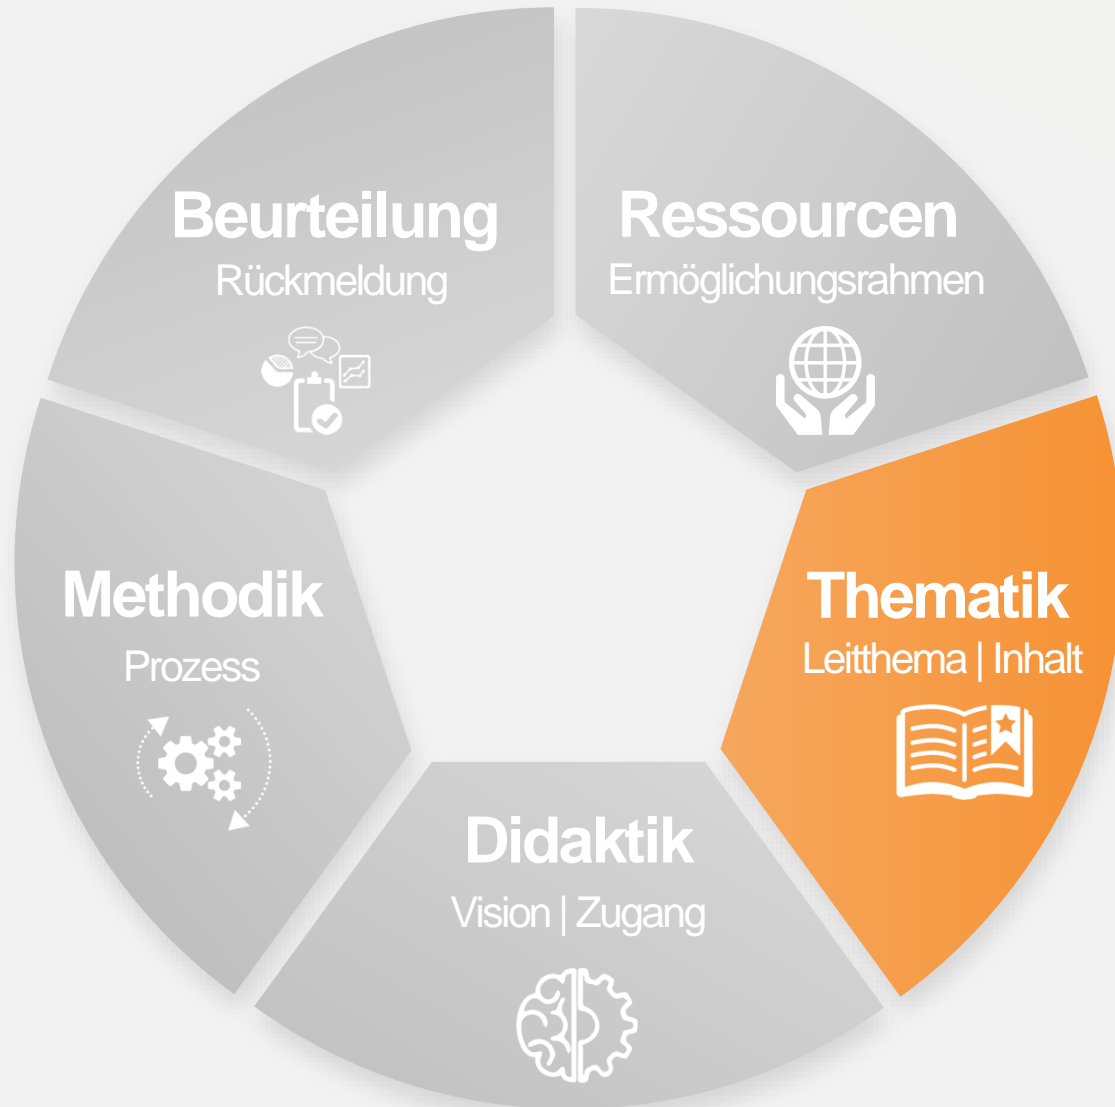 Beurteilung
Rückmeldung
Ressourcen
Ermöglichungsrahmen
Methodik
Prozess
Thematik
Leitthema | Inhalt
Didaktik
Vision | Zugang